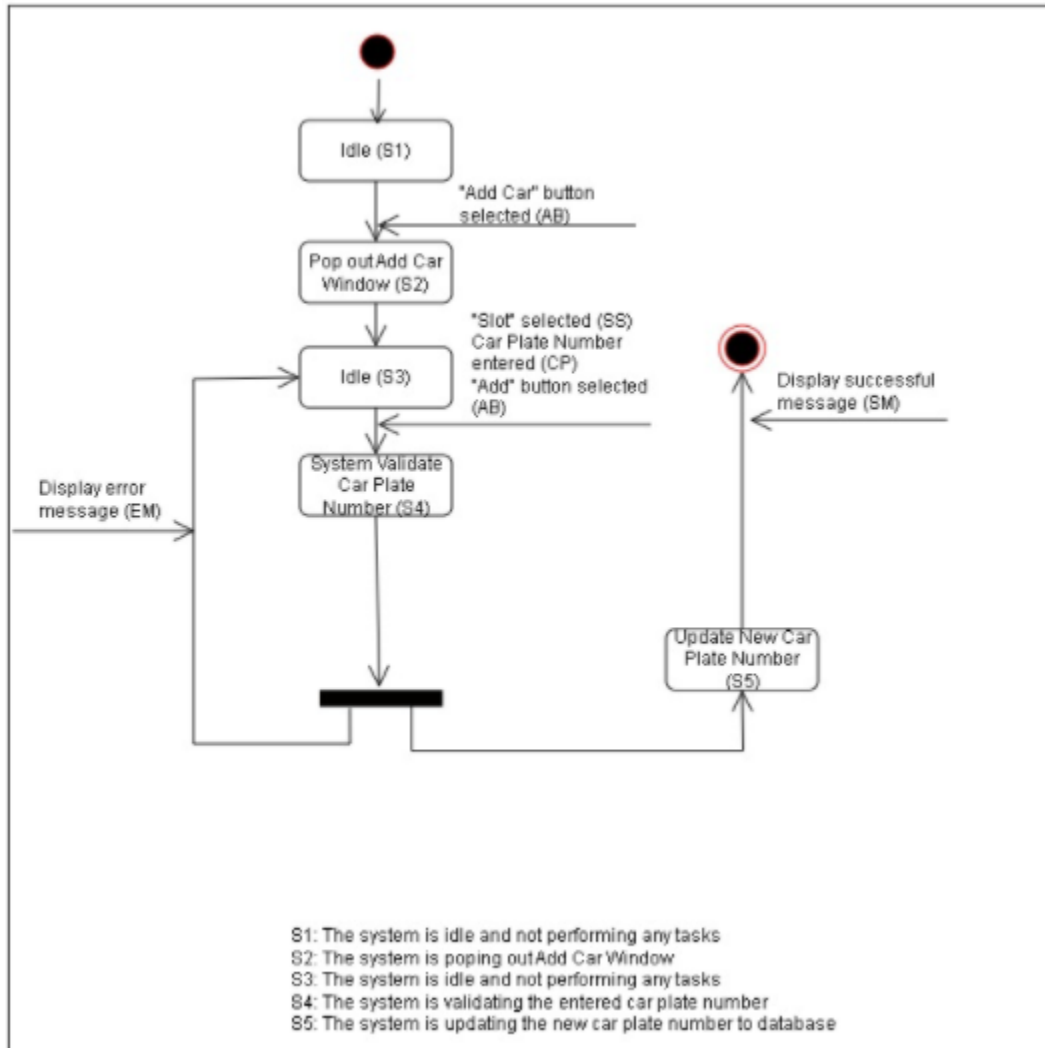 Idle (S1)
"Add Car" button
selected (AB)
Pop out Add Car
Window (S2)
"Slot" selected (SS)
Car Plate Number
entered (CP)
"Add" button selected
(AB)
Idle (S3)
Display successful
message (SM)
System Validate
Car Plate
Number (S4)
Display error
message (EM)
Update New Car
Plate Number
(S5)
S1: The system is idle and not performing any tasks
S2: The system is poping out Add Car Window
S3: The system is idle and not performing any tasks
S4: The system is validating the entered car plate number
S5: The system is updating the new car plate number to database